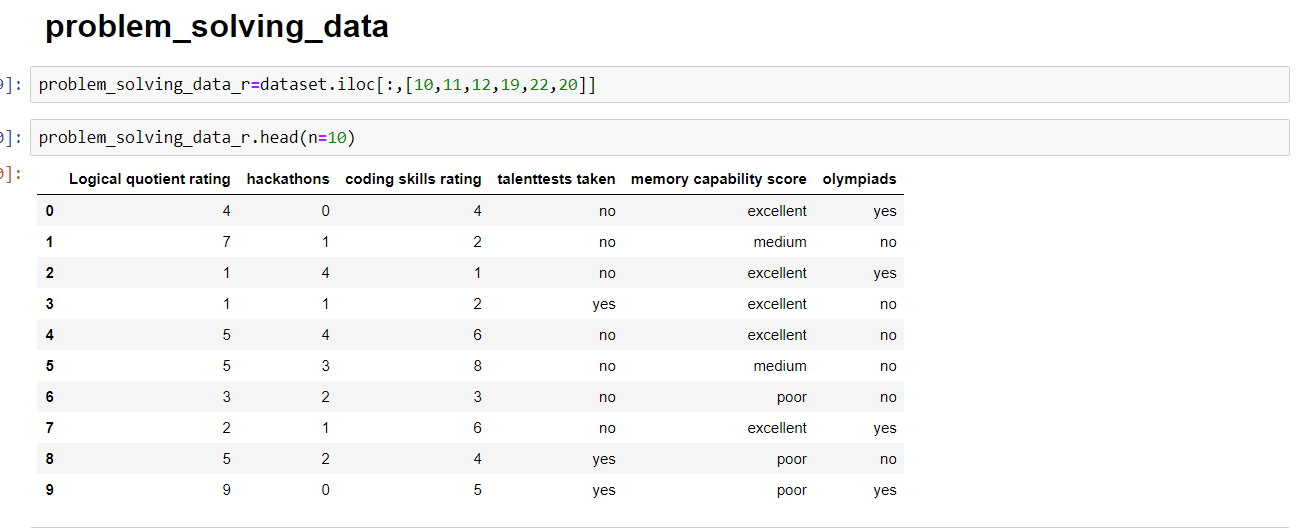 problem_solving_data
]: problem_solving_data_r=dataset.iloc[:,[10,11,12,19,22,20]]
0]: problem_solving_data_r.head(n=10)
0]:
Logical quotient rating hackathons coding skills rating talenttests taken memory capability score olympiads
0 4 0 4 no excellent yes
1 7 1 2 no medium no
2 1 4 1 no excellent yes
3 1 1 2 yes excellent no
4 5 4 6 no excellent no
5 5 3 8 no medium no
6 3 2 3 no poor no
7 2 1 6 no excellent yes
8 5 2 4 yes poor no
9 9 0 5 yes poor yes